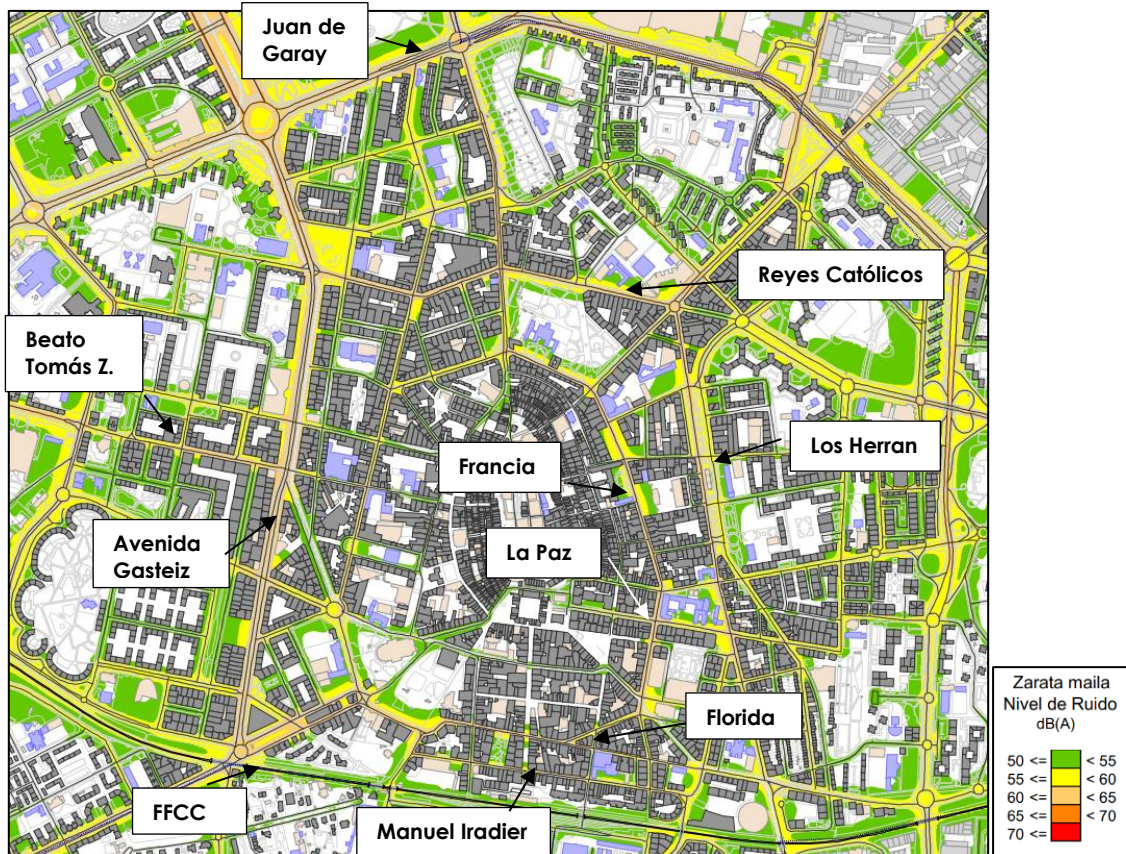 Juan de
Garay
Reyes Católicos
Beato
Tomás Z.
Los Herran
Francia
Avenida
Gasteiz
La Paz
Florida
FFCC
Manuel Iradier
Zarata maila
Nivel de Ruido
dB(A)
50 <= < 55
55 <= < 60
60 <= < 65
65 <= < 70
70 <=